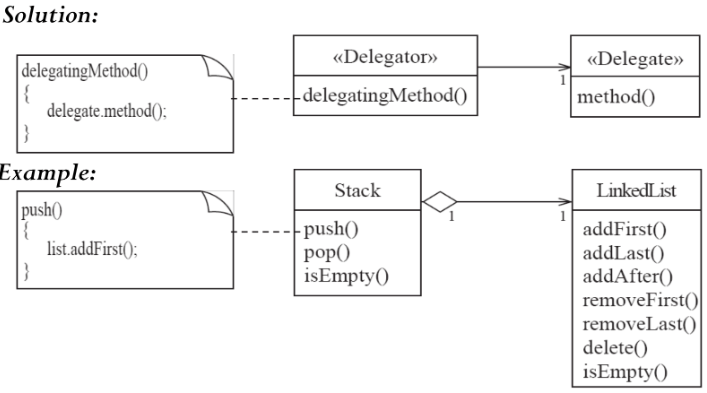 Solution:
delegatingMethod()
{
delegate.method();
}
«Delegator»
delegatingMethod()
1
«Delegate»
method()
Example:
push()
{
list.addFirst();
}
Stack
push()
pop()
isEmpty()
1
1
LinkedList
addFirst()
addLast()
addAfter()
removeFirst()
removeLast()
delete()
isEmpty()